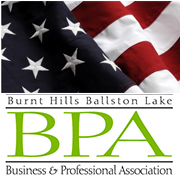 Burnt Hills Ballston Lake
BPA
Business & Professional Association